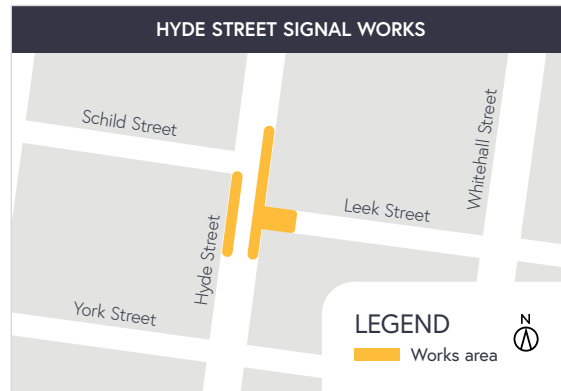 HYDE STREET SIGNAL WORKS
Schild Street
Whitehall Street
Leek Street
Hyde Street
York Street
LEGEND
N
Works area